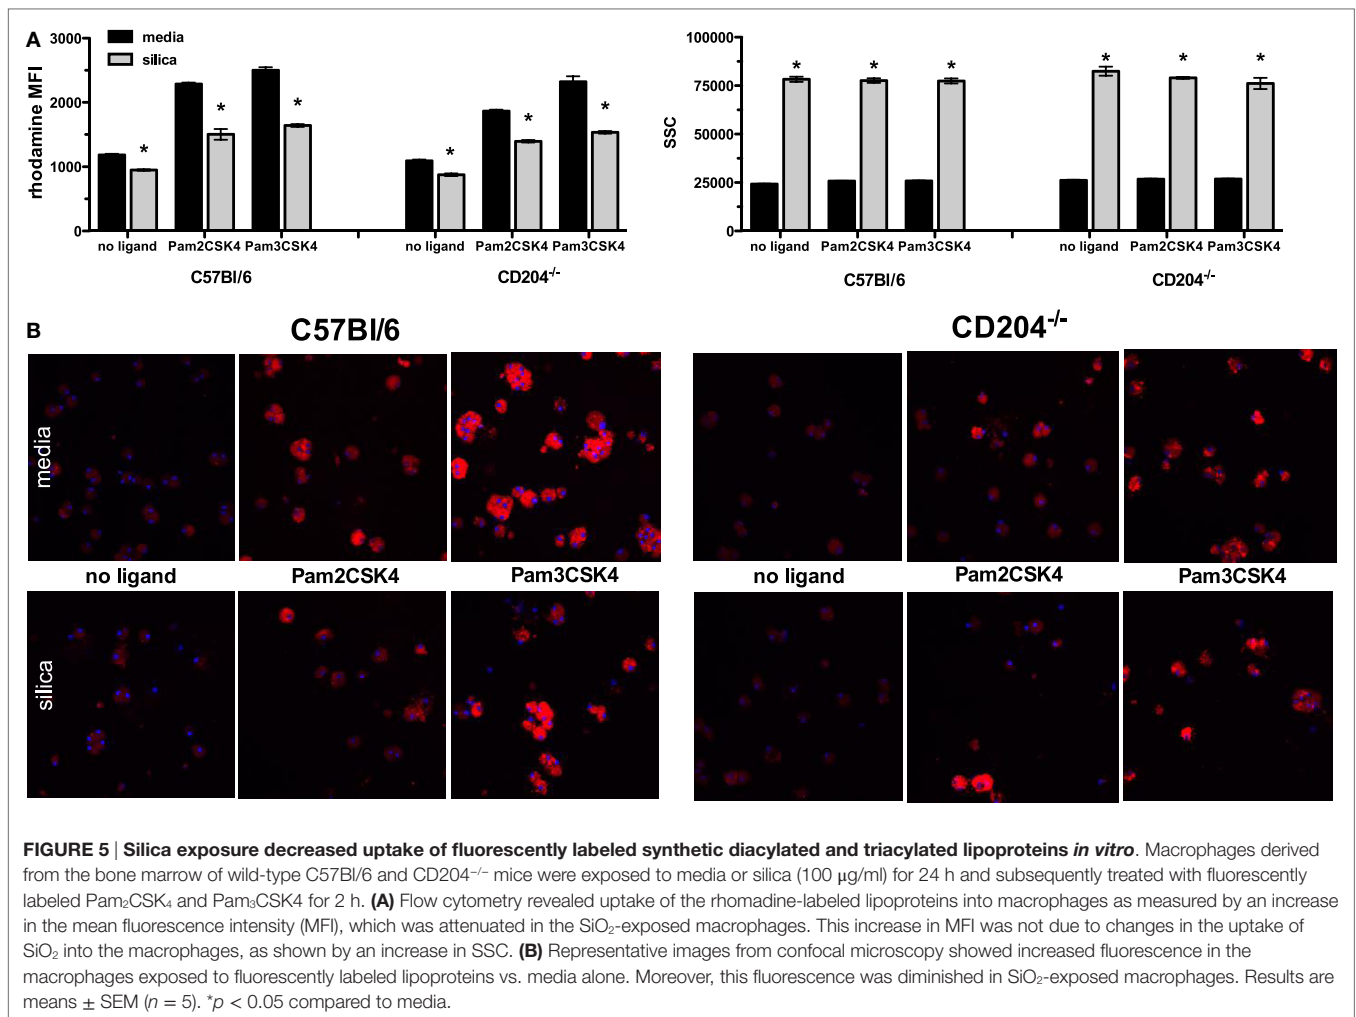 A
3000
2000
1000
0
rhodamine MFI
media
silica
* * * * * *
no ligand Pam2CSK4 Pam3CSK4 no ligand Pam2CSK4 Pam3CSK4
C57Bl/6 CD204-/-
100000
75000
50000
25000
0
SSC
* * * * * *
no ligand Pam2CSK4 Pam3CSK4 no ligand Pam2CSK4 Pam3CSK4
C57Bl/6 CD204-/-
B
C57Bl/6 CD204-/-
media
no ligand Pam2CSK4 Pam3CSK4 no ligand Pam2CSK4 Pam3CSK4
silica
FIGURE 5 | Silica exposure decreased uptake of fluorescently labeled synthetic diacylated and triacylated lipoproteins in vitro. Macrophages derived
from the bone marrow of wild-type C57Bl/6 and CD204−/− mice were exposed to media or silica (100 μg/ml) for 24 h and subsequently treated with fluorescently
labeled Pam₂CSK₄ and Pam₃CSK4 for 2 h. (A) Flow cytometry revealed uptake of the rhomadine-labeled lipoproteins into macrophages as measured by an increase
in the mean fluorescence intensity (MFI), which was attenuated in the SiO₂-exposed macrophages. This increase in MFI was not due to changes in the uptake of
SiO₂ into the macrophages, as shown by an increase in SSC. (B) Representative images from confocal microscopy showed increased fluorescence in the
macrophages exposed to fluorescently labeled lipoproteins vs. media alone. Moreover, this fluorescence was diminished in SiO₂-exposed macrophages. Results are
means ± SEM (n = 5). *p < 0.05 compared to media.